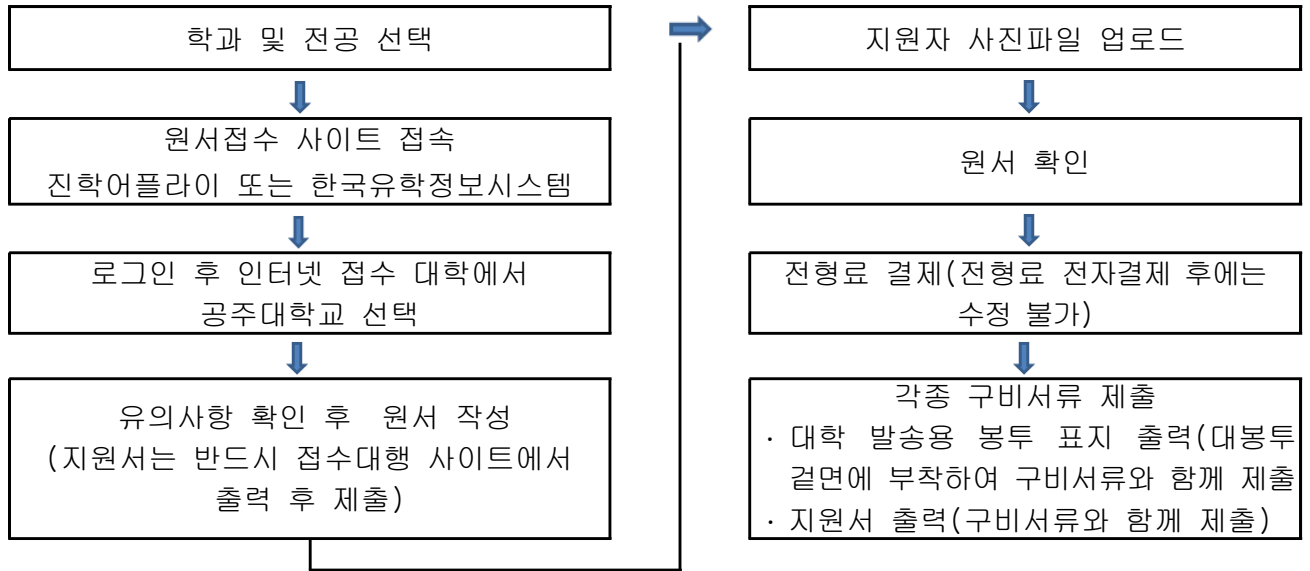 학과 및 전공 선택
원서접수 사이트 접속
진학어플라이 또는 한국유학정보시스템
로그인 후 인터넷 접수 대학에서
공주대학교 선택
유의사항 확인 후 원서 작성
(지원서는 반드시 접수대행 사이트에서
출력 후 제출)
지원자 사진파일 업로드
원서 확인
전형료 결제(전형료 전자결제 후에는
수정 불가)
각종 구비서류 제출
· 대학 발송용 봉투 표지 출력(대봉투
겉면에 부착하여 구비서류와 함께 제출
· 지원서 출력(구비서류와 함께 제출)